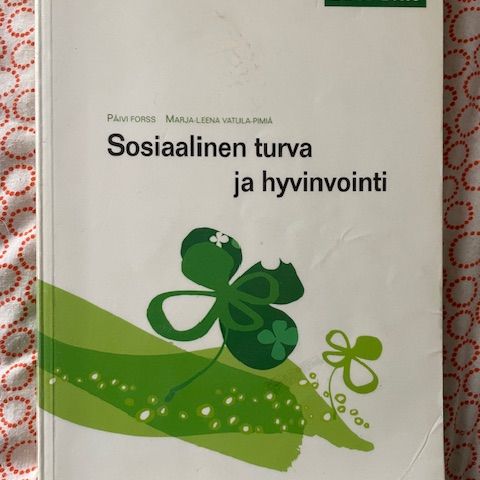 PÄIVI FORSS MARJA-LEENA VATULA-PIMIÄ
Sosiaalinen turva
ja hyvinvointi